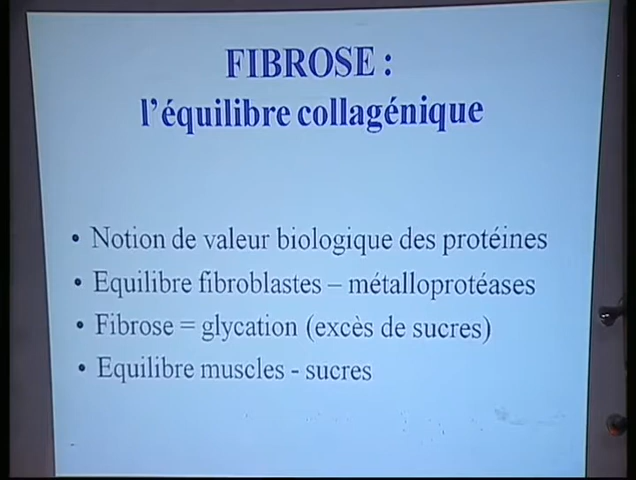 FIBROSE :
l’équilibre collagénique
• Notion de valeur biologique des protéines
• Equilibre fibroblastes – métalloprotéases
• Fibrose = glycation (excès de sucres)
• Equilibre muscles - sucres